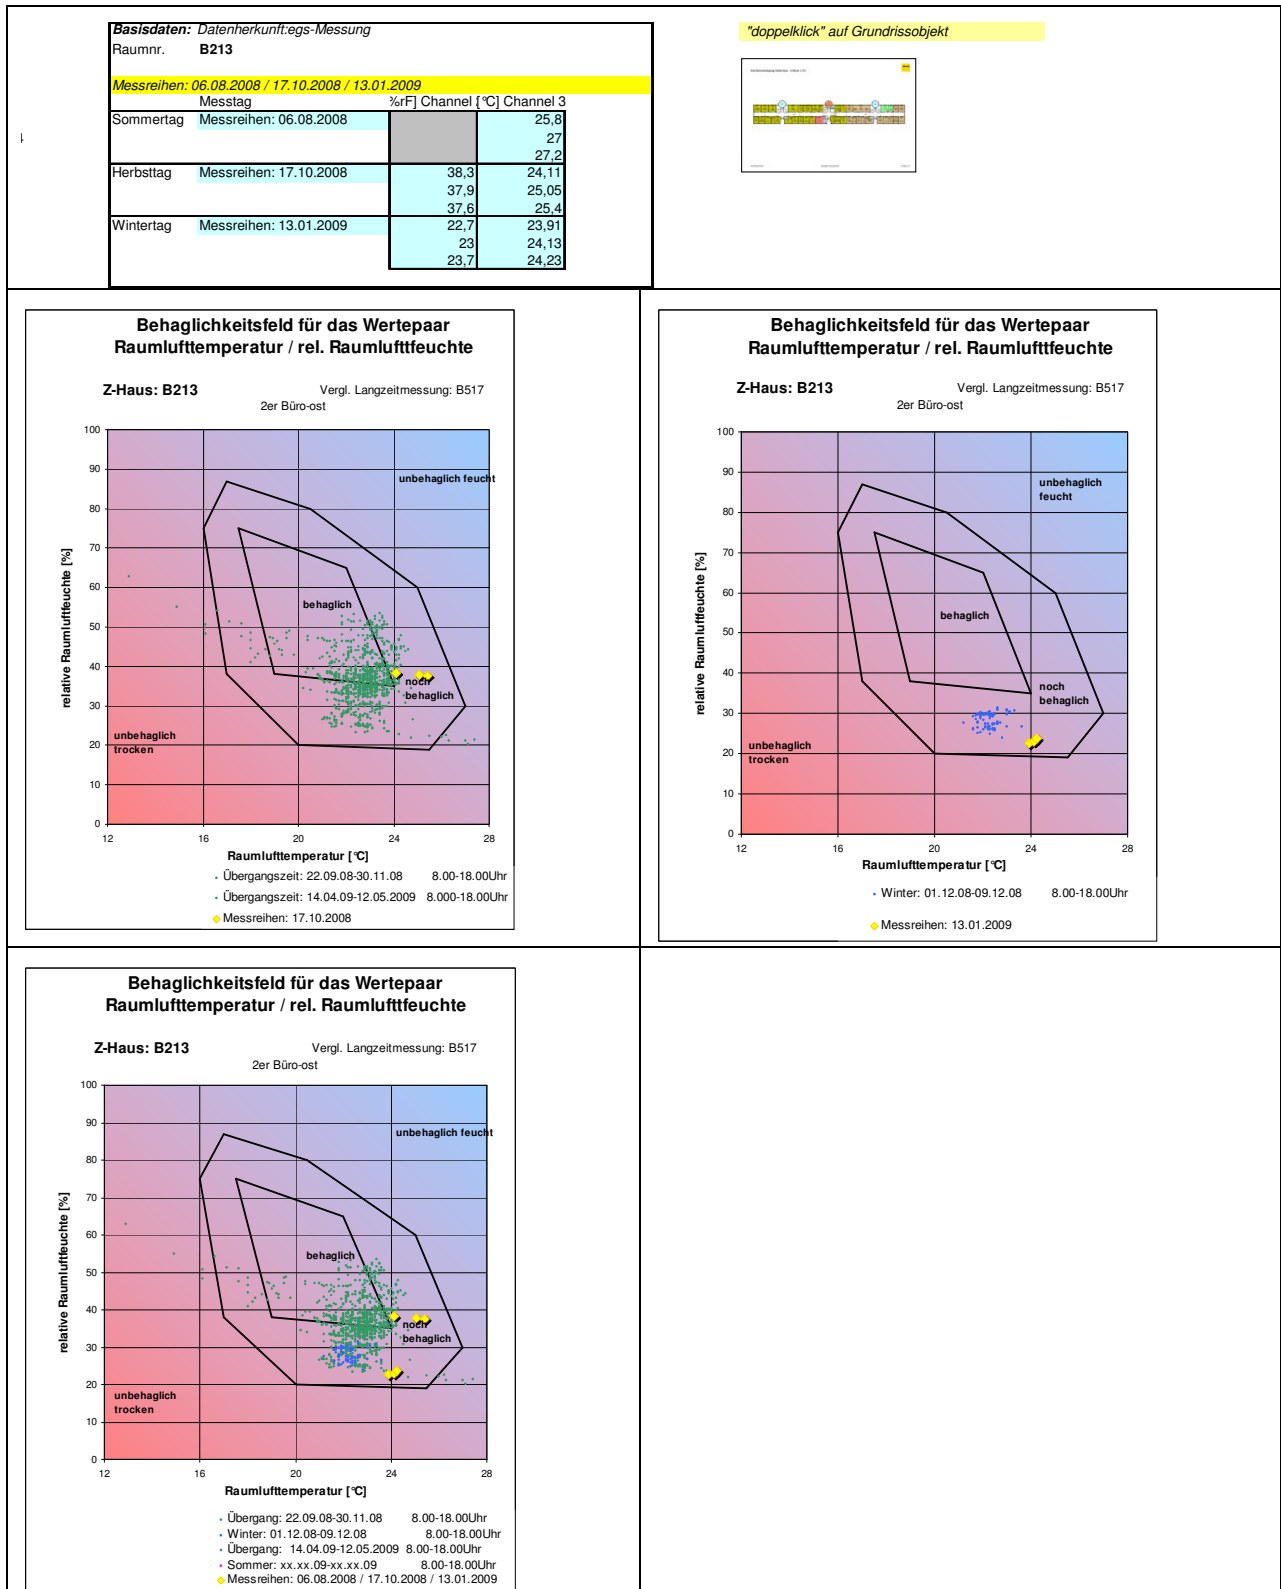 Basisdaten: Datenherkunft:egs-Messung
Raumnr. B213
Messreihen: 06.08.2008 / 17.10.2008 / 13.01.2009
Messtag %rF] Channel [°C] Channel 3
Sommertag Messreihen: 06.08.2008 25,8
27
27,2
Herbsttag Messreihen: 17.10.2008 38,3 24,11
37,9 25,05
37,6 25,4
Wintertag Messreihen: 13.01.2009 22,7 23,91
23 24,13
23,7 24,23
"doppelklick" auf Grundrissobjekt
Behaglichkeitsfeld für das Wertepaar
Raumlufttemperatur / rel. Raumlufttfeuchte
Z-Haus: B213 Vergl. Langzeitmessung: B517
2er Büro-ost
100
90
80
70
60
50
40
30
20
10
0
relative Raumluftfeuchte [%]
unbehaglich feucht
behaglich
noch
behaglich
unbehaglich
trocken
12 16 20 24 28
Raumlufttemperatur [°C]
Übergangszeit: 22.09.08-30.11.08 8.00-18.00Uhr
Übergangszeit: 14.04.09-12.05.2009 8.000-18.00Uhr
Messreihen: 17.10.2008
Behaglichkeitsfeld für das Wertepaar
Raumlufttemperatur / rel. Raumlufttfeuchte
Z-Haus: B213 Vergl. Langzeitmessung: B517
2er Büro-ost
100
90
80
70
60
50
40
30
20
10
0
relative Raumluftfeuchte [%]
unbehaglich
feucht
behaglich
noch
behaglich
unbehaglich
trocken
12 16 20 24 28
Raumlufttemperatur [°C]
Winter: 01.12.08-09.12.08 8.00-18.00Uhr
Messreihen: 13.01.2009
Behaglichkeitsfeld für das Wertepaar
Raumlufttemperatur / rel. Raumlufttfeuchte
Z-Haus: B213 Vergl. Langzeitmessung: B517
2er Büro-ost
100
90
80
70
60
50
40
30
20
10
0
relative Raumluftfeuchte [%]
unbehaglich feucht
behaglich
noch
behaglich
unbehaglich
trocken
12 16 20 24 28
Raumlufttemperatur [°C]
Übergang: 22.09.08-30.11.08 8.00-18.00Uhr
Winter: 01.12.08-09.12.08 8.00-18.00Uhr
Übergang: 14.04.09-12.05.2009 8.00-18.00Uhr
Sommer: xx.xx.09-xx.xx.09 8.00-18.00Uhr
Messreihen: 06.08.2008 / 17.10.2008 / 13.01.2009